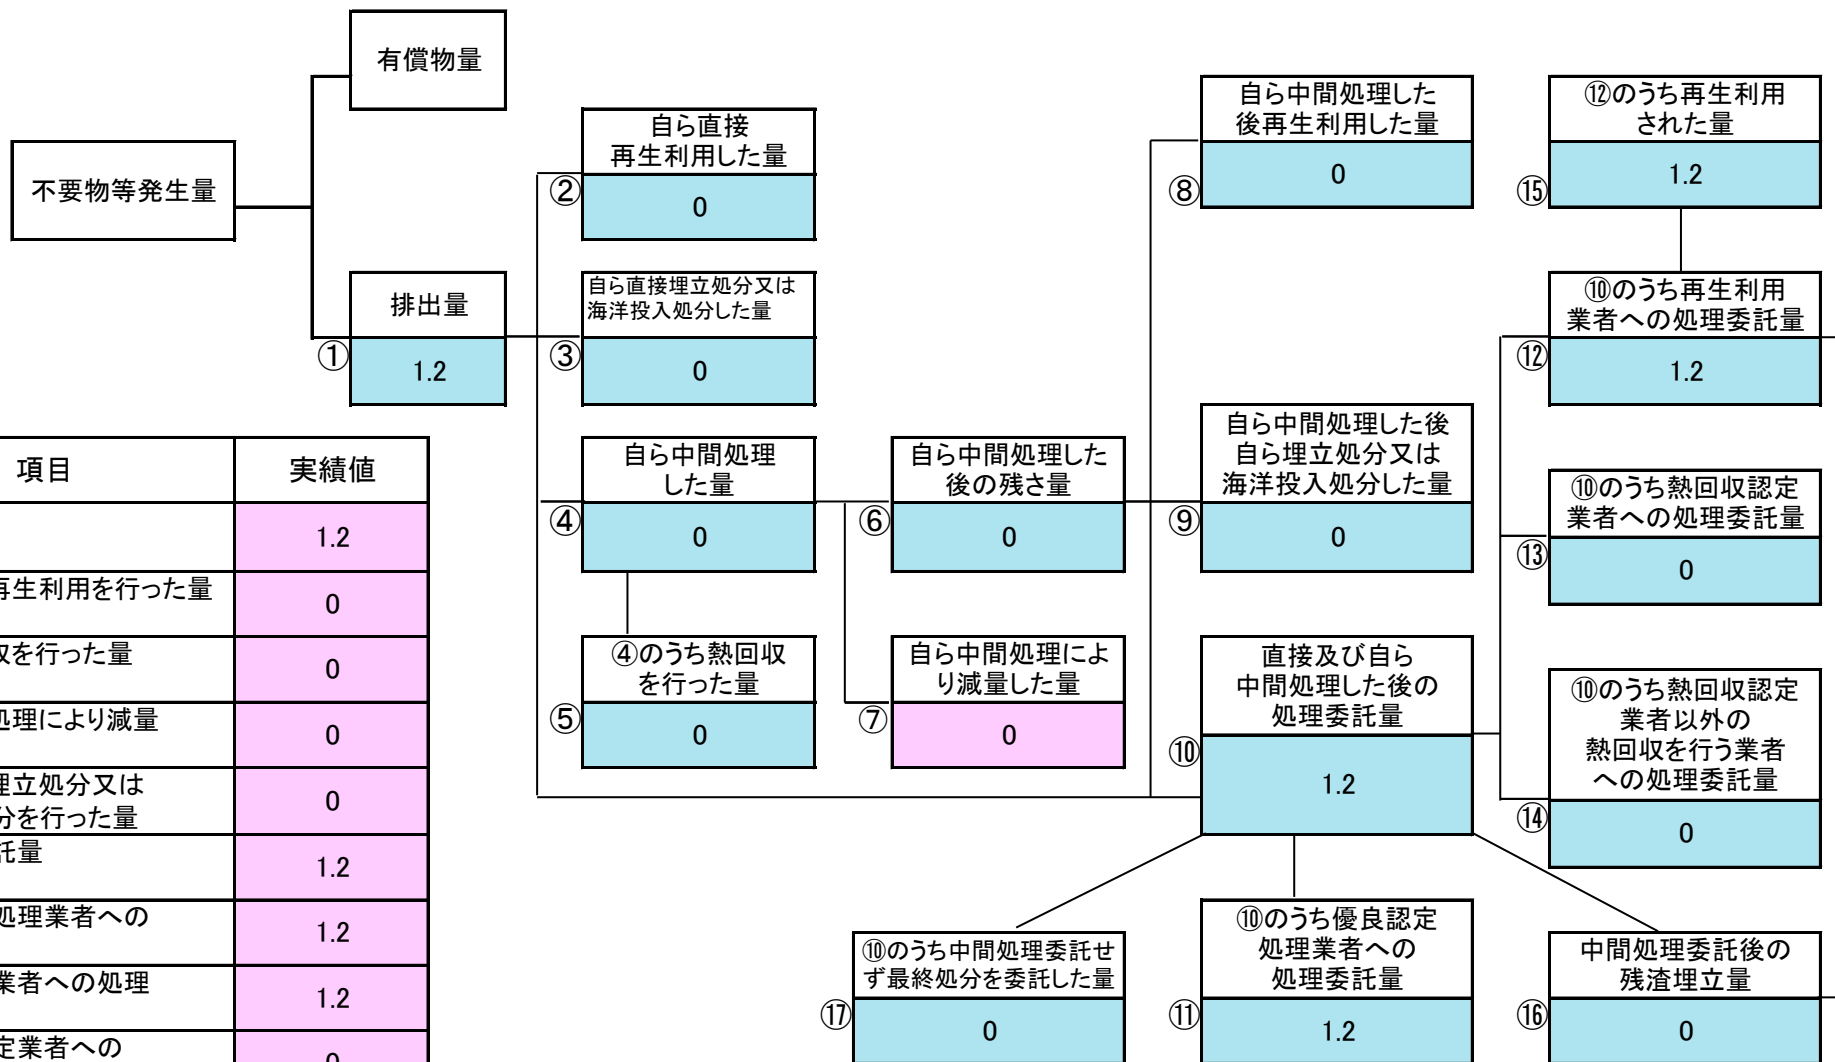 有償物量
不要物等発生量
排出量
①
1.2
自ら直接
再生利用した量
②
0
自ら直接埋立処分又は
海洋投入処分した量
③
0
自ら中間処理
した量
④
0
④のうち熱回収
を行った量
⑤
0
自ら中間処理した
後の残さ量
⑥
0
自ら中間処理によ
り減量した量
⑦
0
自ら中間処理した
後再生利用した量
⑧
0
自ら中間処理した後
自ら埋立処分又は
海洋投入処分した量
⑨
0
直接及び自ら
中間処理した後の
処理委託量
⑩
1.2
⑩のうち優良認定
処理業者への
処理委託量
⑪
1.2
⑫のうち再生利用
された量
⑮
1.2
⑩のうち再生利用
業者への処理委託量
⑫
1.2
⑩のうち熱回収認定
業者への処理委託量
⑬
0
⑩のうち熱回収認定
業者以外の
熱回収を行う業者
への処理委託量
⑭
0
⑩のうち中間処理委託せ
ず最終処分を委託した量
⑰
0
中間処理委託後の
残渣埋立量
⑯
0
項目 実績値
1.2
再生利用を行った量 0
収を行った量 0
処理により減量 0
埋立処分又は
分を行った量 0
託量 1.2
処理業者への 1.2
業者への処理 1.2
定業者への 0